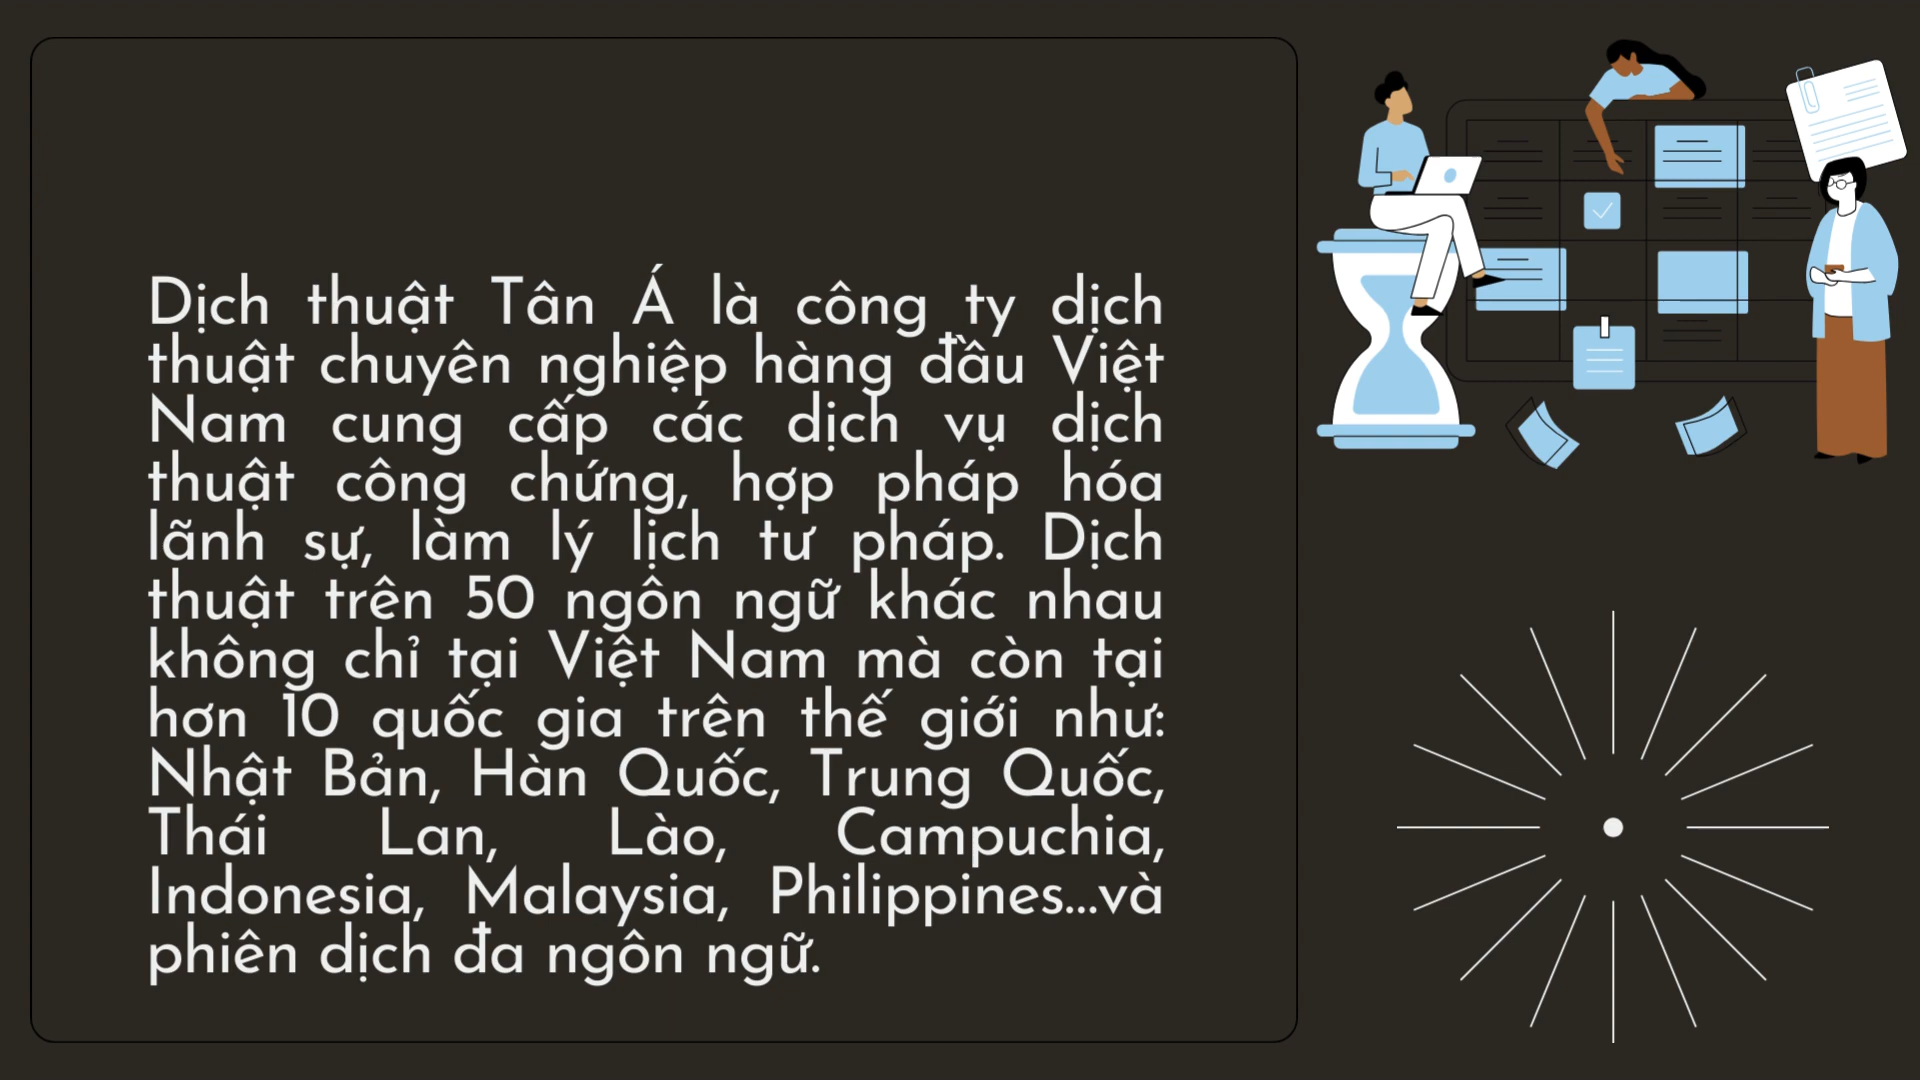 Dịch thuật Tân Á là công ty dịch
thuật chuyên nghiệp hàng đầu Việt
Nam cung cấp các dịch vụ dịch
thuật công chứng, hợp pháp hóa
lãnh sự, làm lý lịch tư pháp. Dịch
thuật trên 50 ngôn ngữ khác nhau
không chỉ tại Việt Nam mà còn tại
hơn 10 quốc gia trên thế giới như:
Nhật Bản, Hàn Quốc, Trung Quốc,
Thái Lan, Lào, Campuchia,
Indonesia, Malaysia, Philippines...và
phiên dịch đa ngôn ngữ.